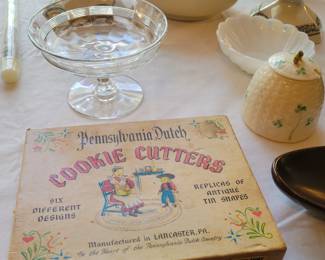 Pennsylvania Dutch
COOKIE CUTTERS
SIX
DIFFERENT
DESIGNS
REPLICAS OF
ANTIQUE
TIN SHAPES
Manufactured in LANCASTER, PA.
In the Heart of the Pennsylvania Dutch Country